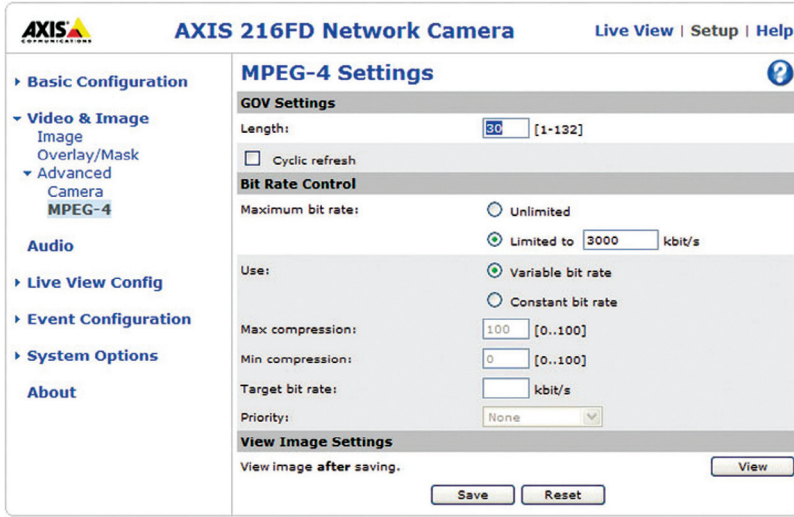 AXIS
COMMUNICATIONS
AXIS 216FD Network Camera
Live View | Setup | Help
Basic Configuration
Video & Image
Image
Overlay/Mask
Advanced
Camera
MPEG-4
Audio
Live View Config
Event Configuration
System Options
About
MPEG-4 Settings
?
GOV Settings
Length: 30 [1-132]
Cyclic refresh
Bit Rate Control
Maximum bit rate: Unlimited
Limited to 3000 kbit/s
Use: Variable bit rate
Constant bit rate
Max compression: 100 [0..100]
Min compression: 0 [0..100]
Target bit rate: kbit/s
Priority: None
View Image Settings
View image after saving. View
Save Reset